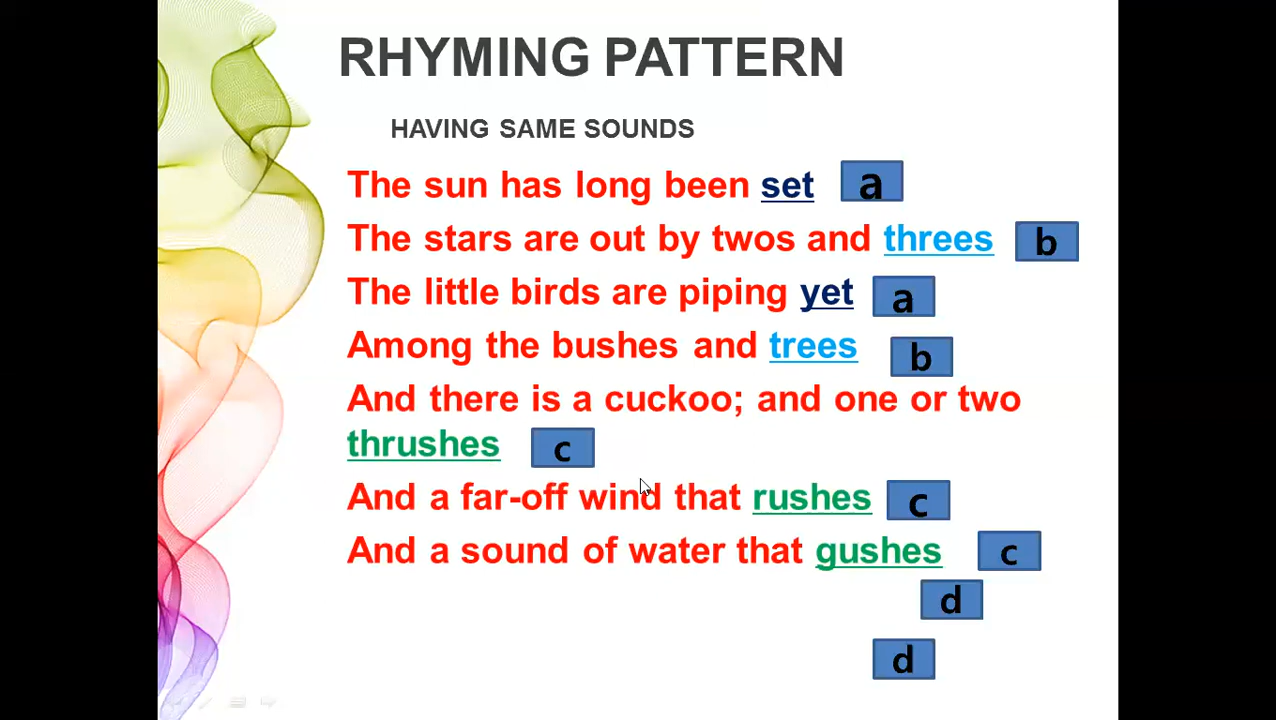 RHYMING PATTERN
HAVING SAME SOUNDS
The sun has long been set a
The stars are out by twos and threes b
The little birds are piping yet a
Among the bushes and trees b
And there is a cuckoo; and one or two
thrushes c
And a far-off wind that rushes c
And a sound of water that gushes c
d
d